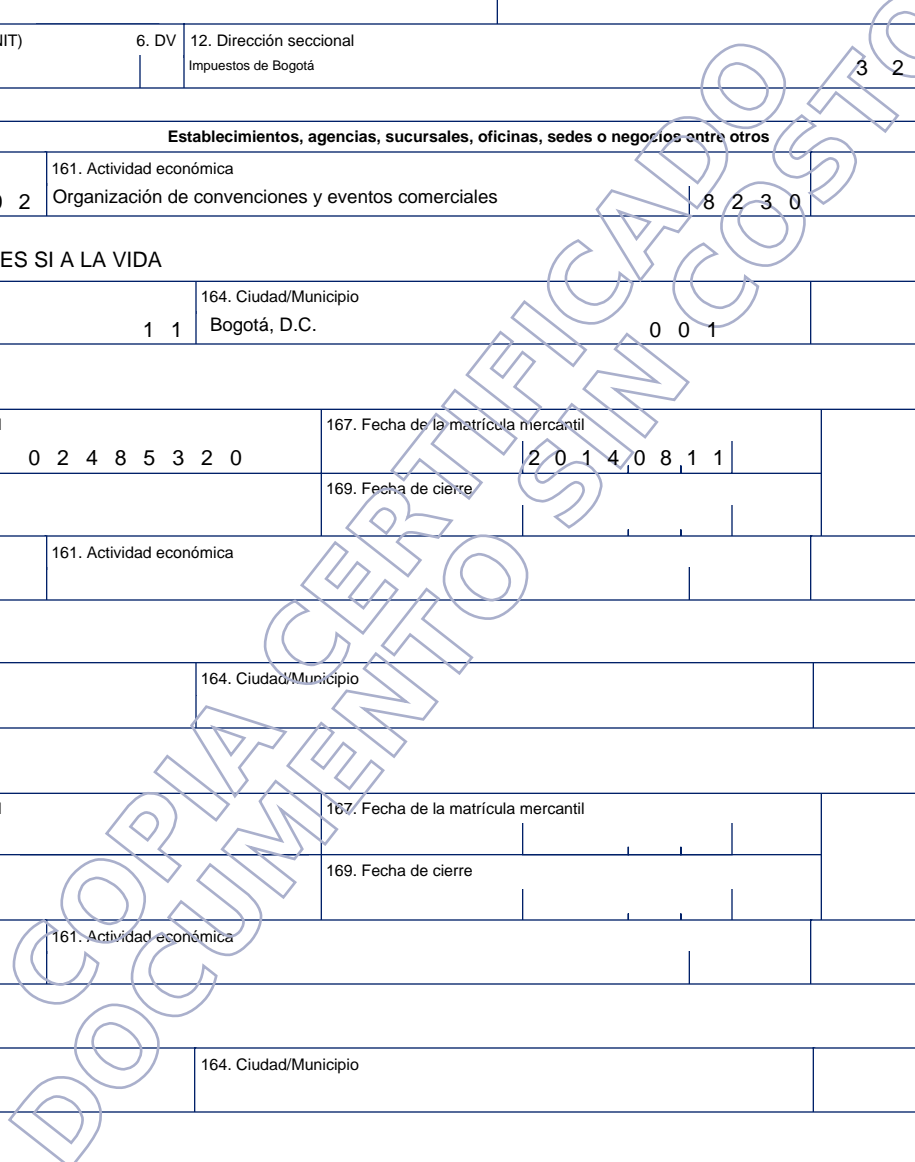 IIT) 6. DV 12. Dirección seccional
Impuestos de Bogotá 3 2
Establecimientos, agencias, sucursales, oficinas, sedes o negocios entre otros
161. Actividad económica
2 Organización de convenciones y eventos comerciales 8 2 3 0
ES SI A LA VIDA
164. Ciudad/Municipio
1 1 Bogotá, D.C. 0 0 1
167. Fecha de la matrícula mercantil
0 2 4 8 5 3 2 0 2 0 1 4 0 8 1 1
169. Fecha de cierre
161. Actividad económica
164. Ciudad/Municipio
167. Fecha de la matrícula mercantil
169. Fecha de cierre
161. Actividad económica
164. Ciudad/Municipio
COPIA CERTIFICADO
DOCUMENTO SIN COSTO